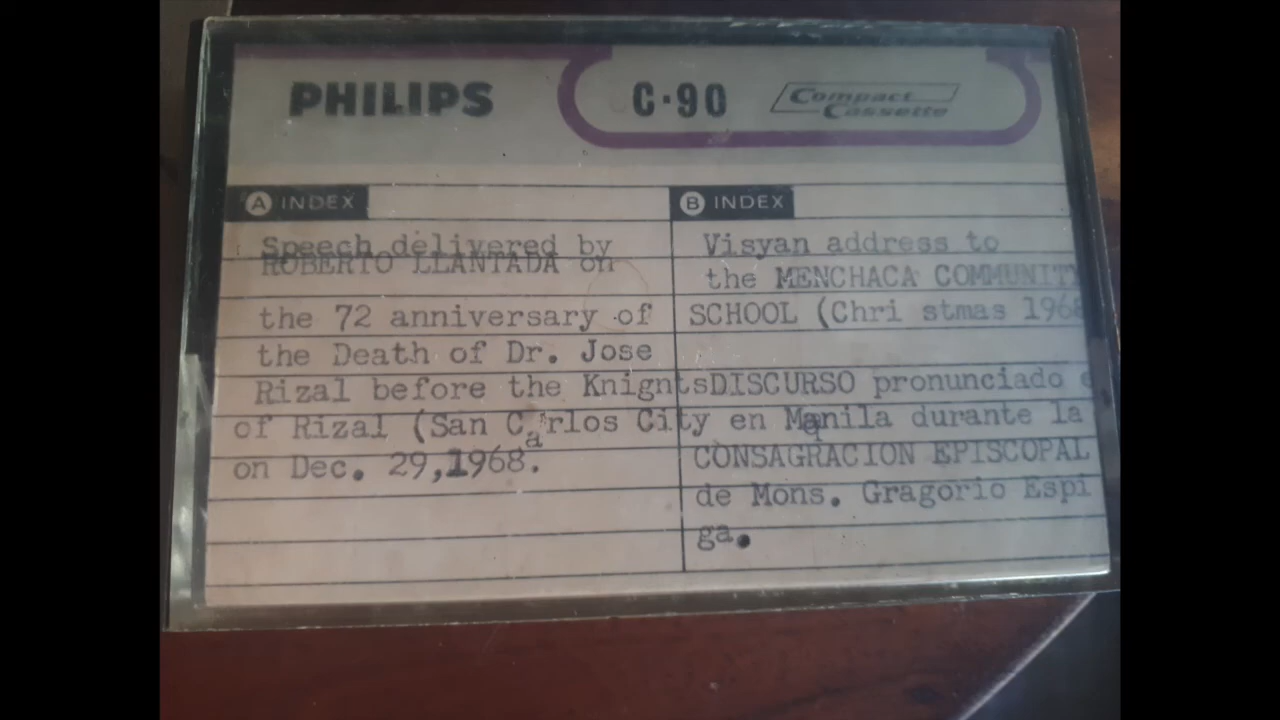 PHILIPS
C·90
Compact
Cassette
A INDEX
Speech delivered by
ROBERTO LLANTADA on
the 72 anniversary of
the Death of Dr. Jose
Rizal before the Knights
of Rizal (San Carlos City
on Dec. 29,1968.
B INDEX
Visyan address to
the MENCHACA COMMUNITY
SCHOOL (Chri stmas 1968
DISCURSO pronunciado e
en Manila durante la
CONSAGRACION EPISCOPAL
de Mons. Gragorio Espi
ga.